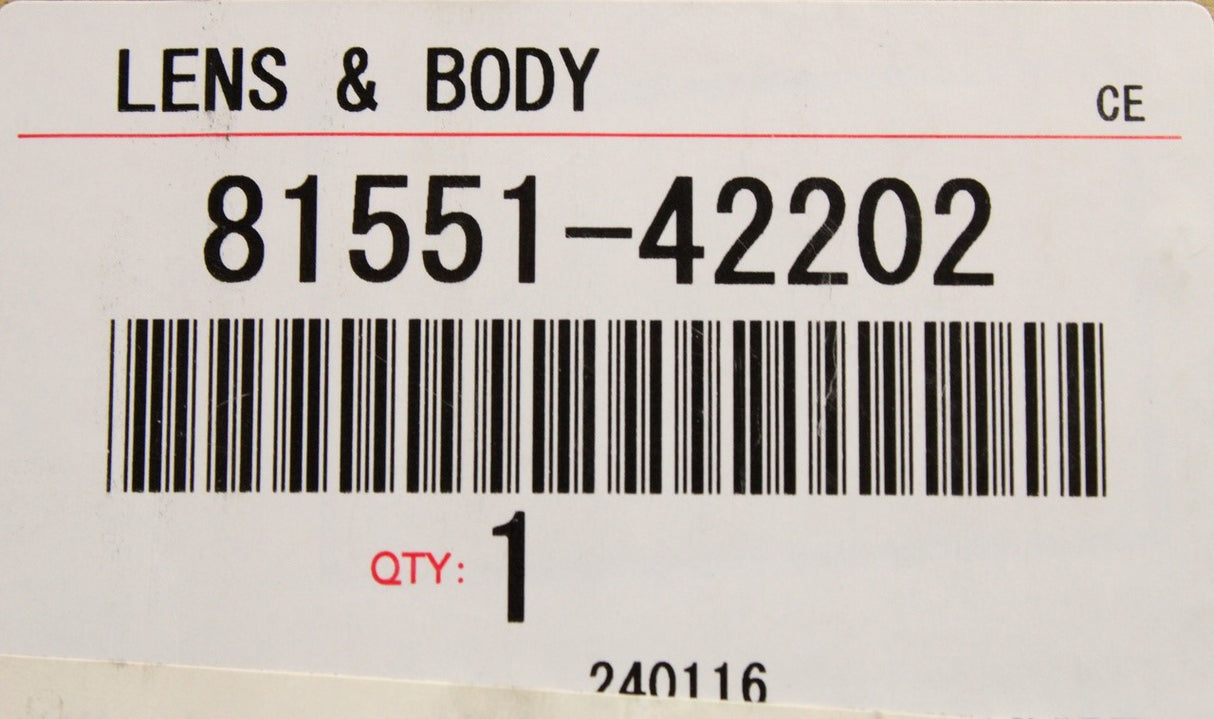 LENS & BODY
CE
81551-42202
QTY: 1
240116